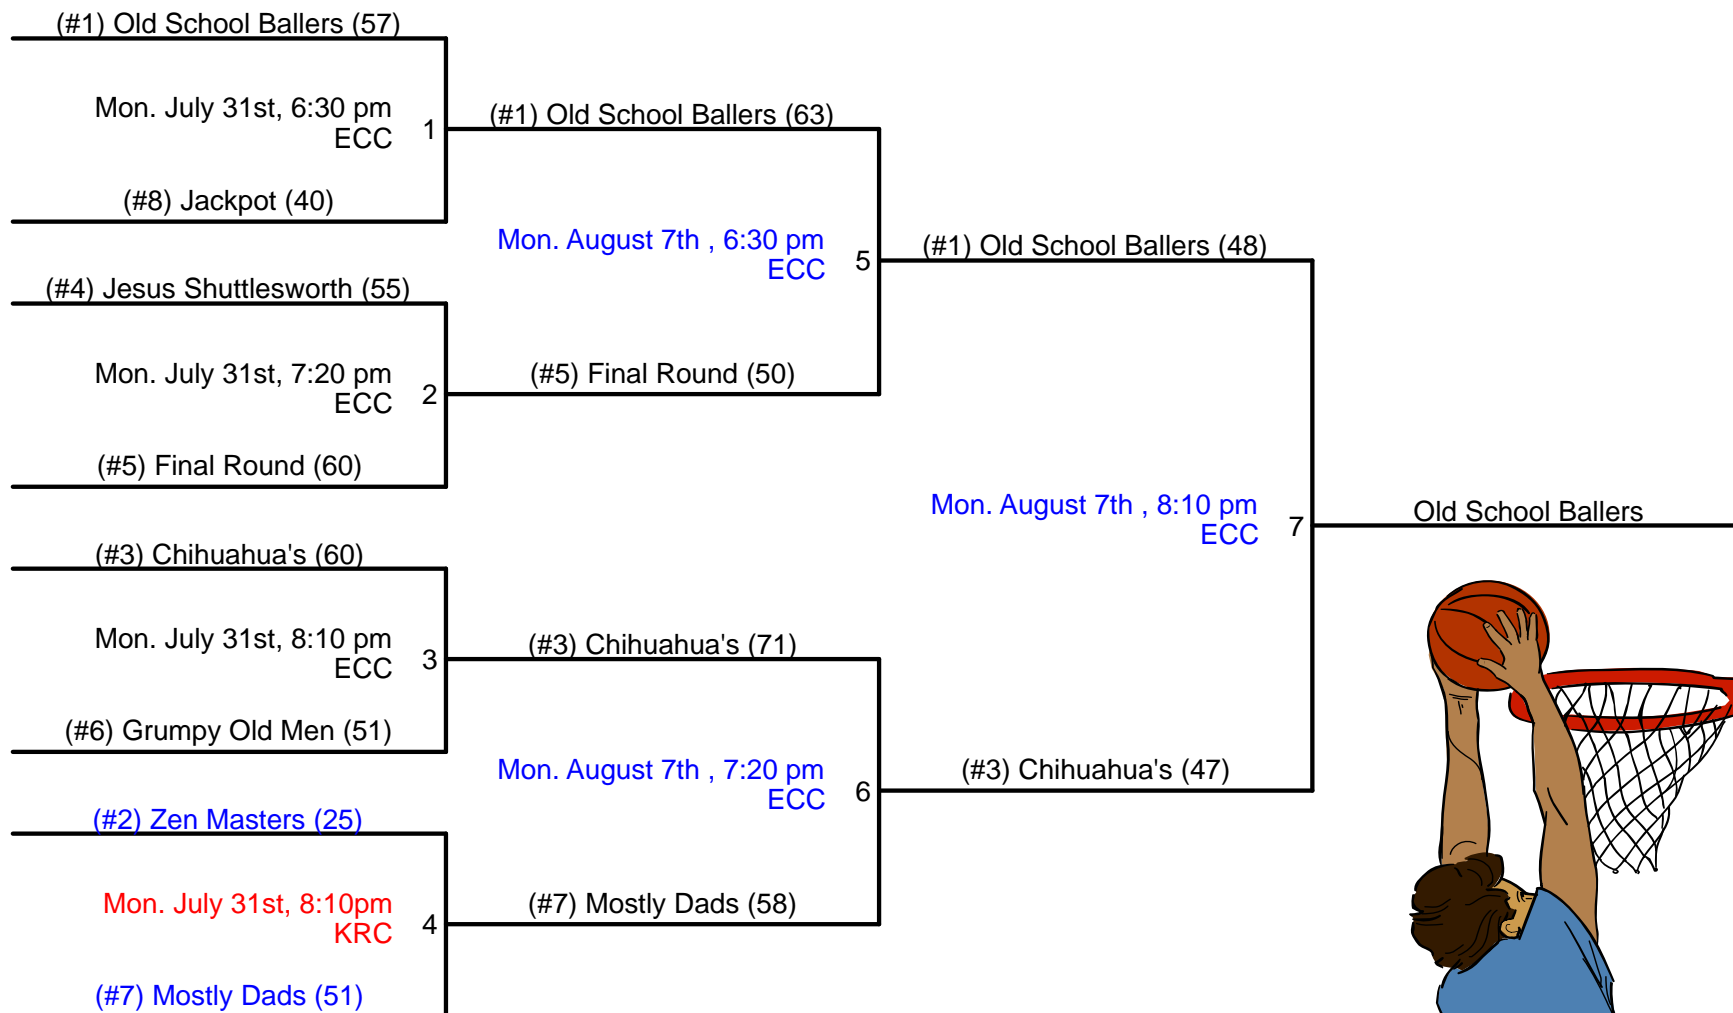 (#1) Old School Ballers (57)
Mon. July 31st, 6:30 pm
ECC
1
(#8) Jackpot (40)
(#4) Jesus Shuttlesworth (55)
Mon. July 31st, 7:20 pm
ECC
2
(#5) Final Round (60)
(#3) Chihuahua's (60)
Mon. July 31st, 8:10 pm
ECC
3
(#6) Grumpy Old Men (51)
(#2) Zen Masters (25)
Mon. July 31st, 8:10pm
KRC
4
(#7) Mostly Dads (51)
(#1) Old School Ballers (63)
Mon. August 7th , 6:30 pm
ECC
5
(#5) Final Round (50)
(#3) Chihuahua's (71)
Mon. August 7th , 7:20 pm
ECC
6
(#7) Mostly Dads (58)
(#1) Old School Ballers (48)
Mon. August 7th , 8:10 pm
ECC
7
(#3) Chihuahua's (47)
Old School Ballers